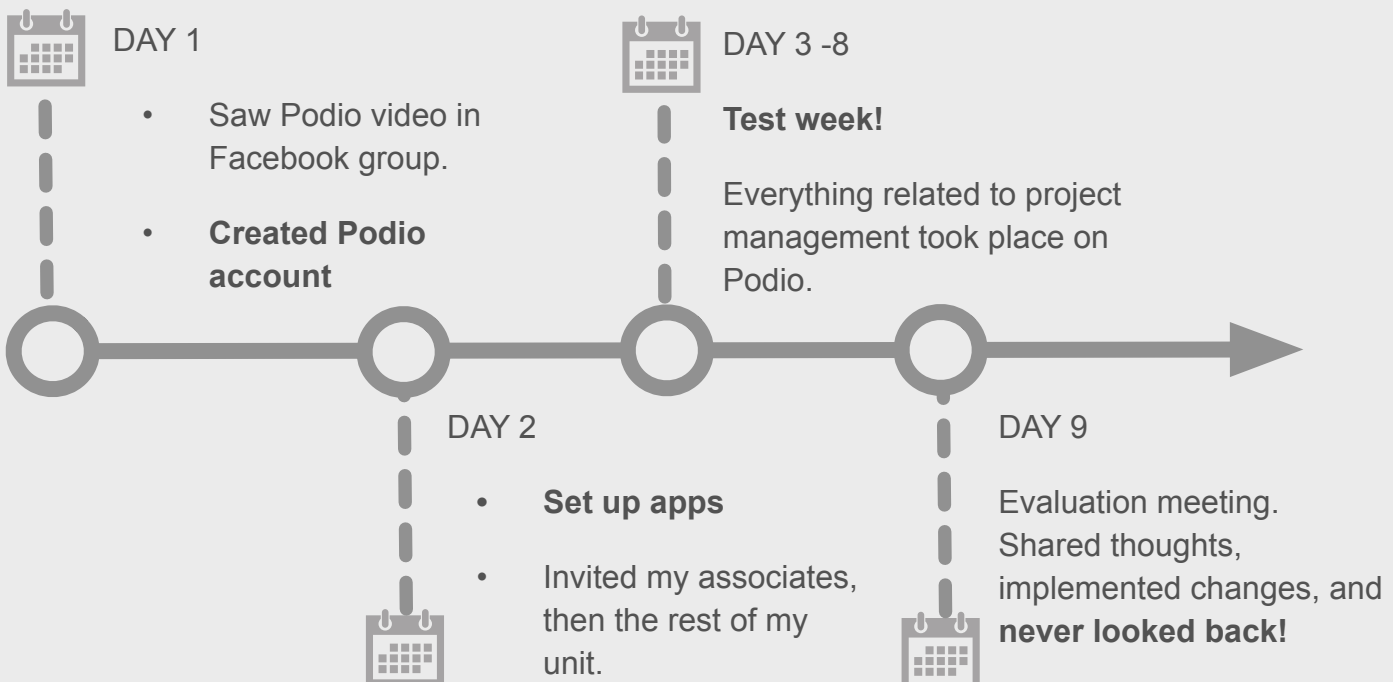 DAY 1
• Saw Podio video in
Facebook group.
• Created Podio
account
DAY 2
• Set up apps
• Invited my associates,
then the rest of my
unit.
DAY 3 -8
Test week!
Everything related to project
management took place on
Podio.
DAY 9
Evaluation meeting.
Shared thoughts,
implemented changes, and
never looked back!